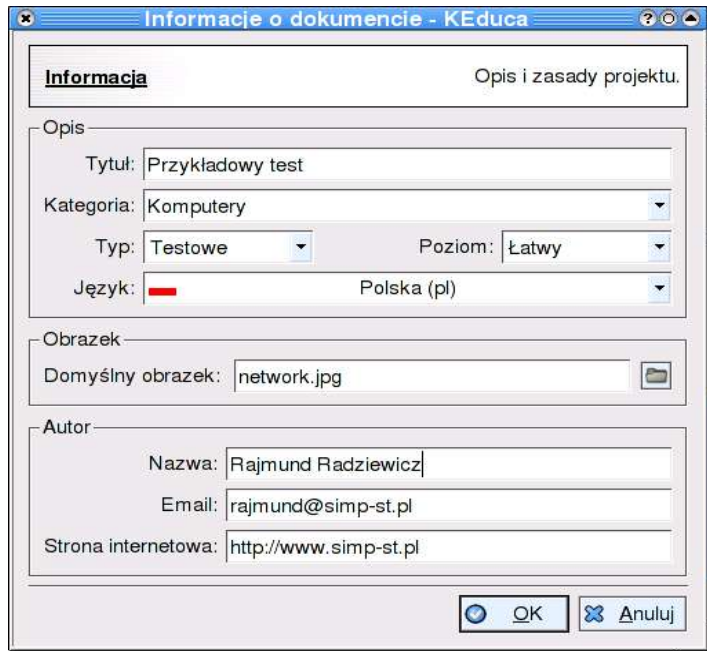 Informacje o dokumencie - KEduca
Informacja Opis i zasady projektu.
Opis
Tytuł: Przykładowy test
Kategoria: Komputery
Typ: Testowe Poziom: Łatwy
Język: Polska (pl)
Obrazek
Domyślny obrazek: network.jpg
Autor
Nazwa: Rajmund Radziewicz
Email: rajmund@simp-st.pl
Strona internetowa: http://www.simp-st.pl
OK Anuluj